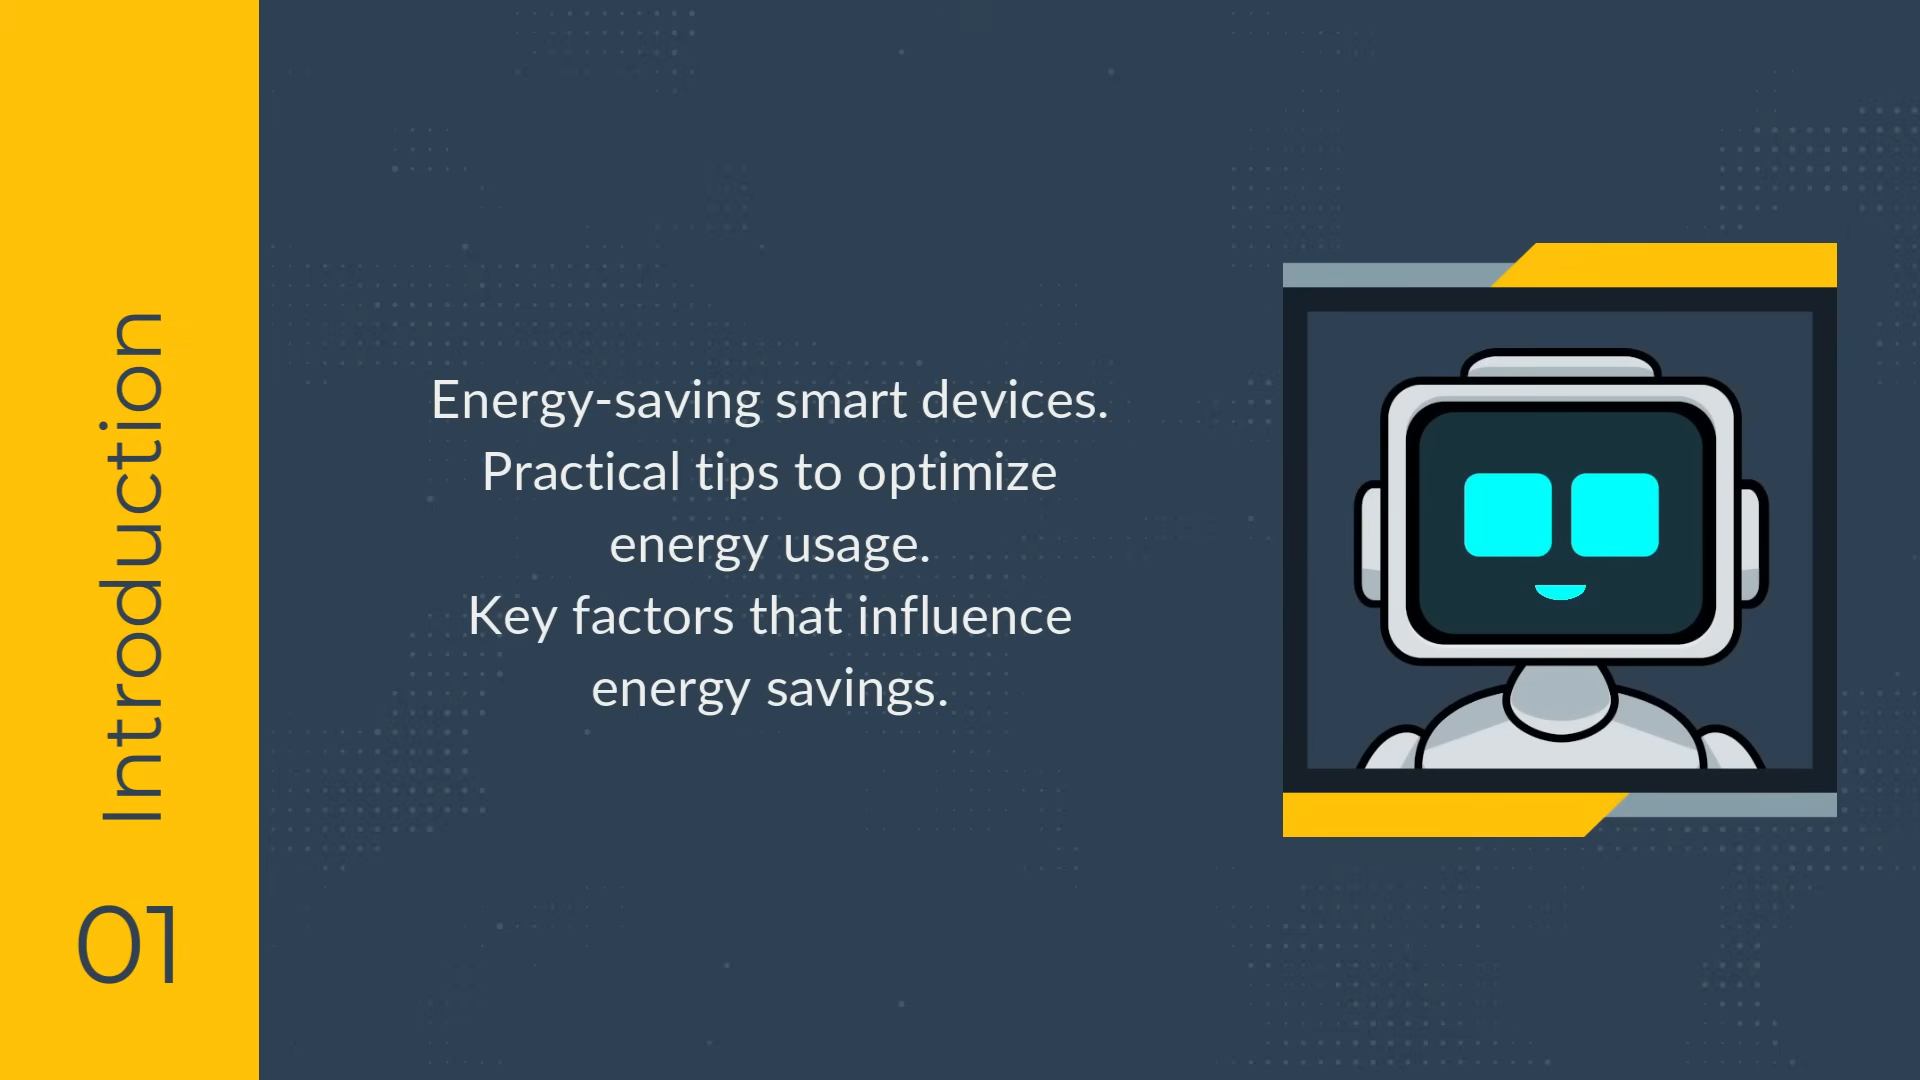 Introduction
01
Energy-saving smart devices.
Practical tips to optimize
energy usage.
Key factors that influence
energy savings.